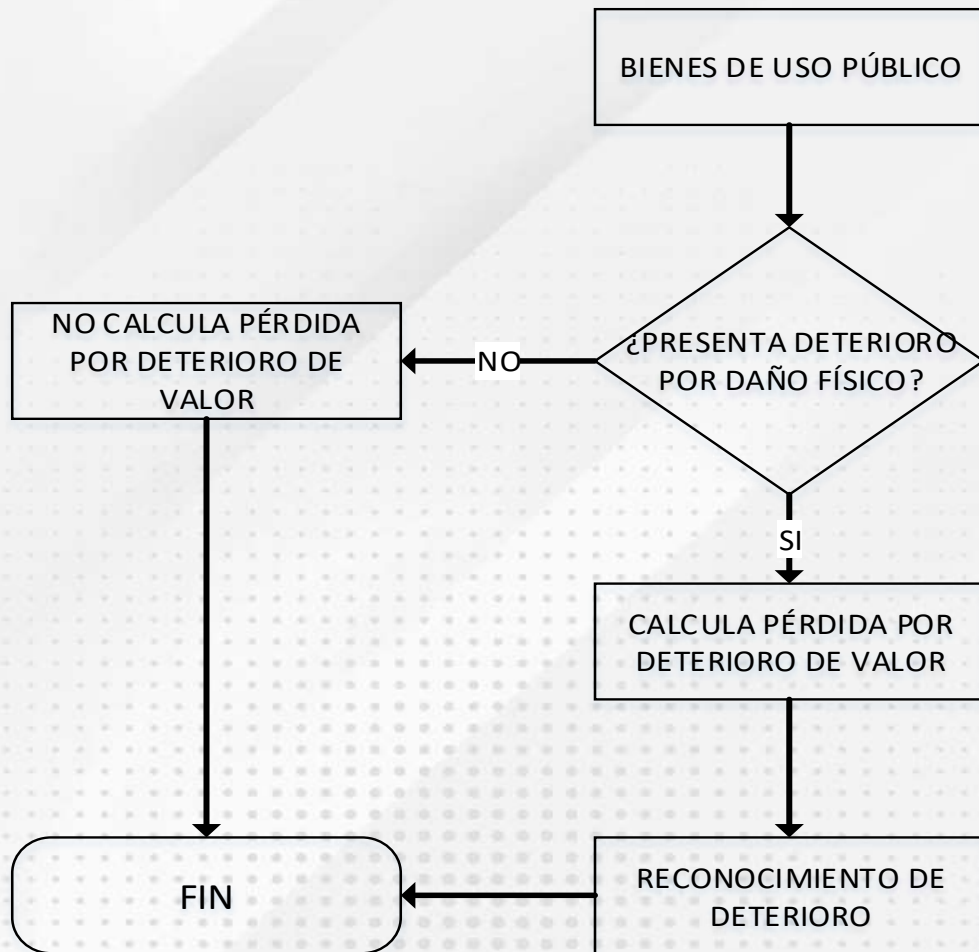 BIENES DE USO PÚBLICO
¿PRESENTA DETERIORO
POR DAÑO FÍSICO?
NO
NO CALCULA PÉRDIDA
POR DETERIORO DE
VALOR
SI
CALCULA PÉRDIDA POR
DETERIORO DE VALOR
RECONOCIMIENTO DE
DETERIORO
FIN